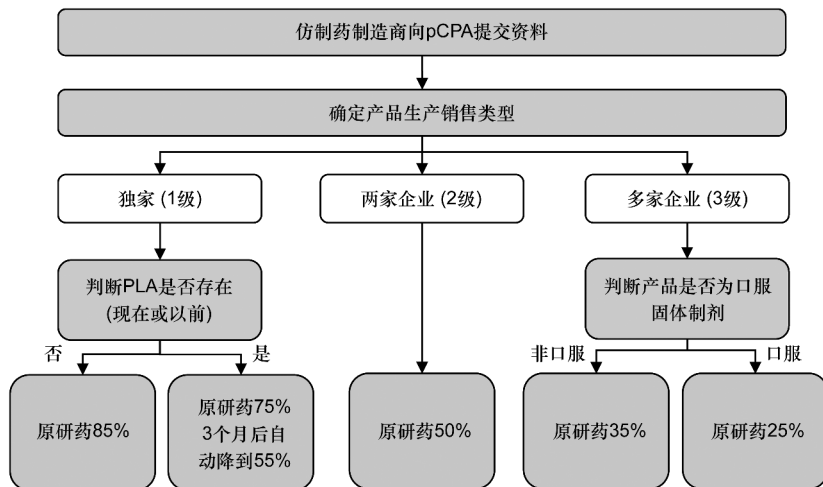 仿制药制造商向pCPA提交资料
确定产品生产销售类型
独家 (1级)
两家企业 (2级)
多家企业 (3级)
判断PLA是否存在
(现在或以前)
判断产品是否为口服
固体制剂
否
是
非口服
口服
原研药85%
原研药75%
3个月后自
动降到55%
原研药50%
原研药35%
原研药25%